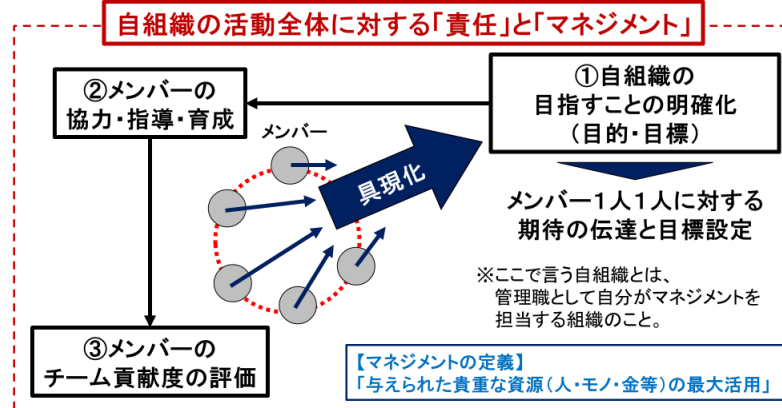 自組織の活動全体に対する「責任」と「マネジメント」
①自組織の
目指すことの明確化
（目的・目標）
②メンバーの
協力・指導・育成
メンバー
具現化
メンバー１人１人に対する
期待の伝達と目標設定
※ここで言う自組織とは、
管理職として自分がマネジメントを
担当する組織のこと。
③メンバーの
チーム貢献度の評価
【マネジメントの定義】
「与えられた貴重な資源（人・モノ・金等）の最大活用」